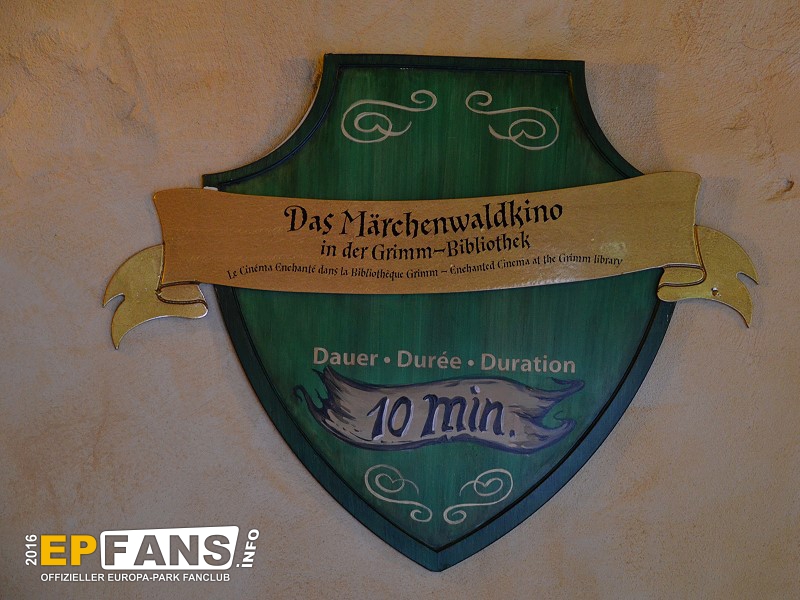 Das Märchenwaldkino
in der Grimm-Bibliothek
Le Cinéma Enchanté dans la Bibliothèque Grimm - Enchanted Cinema at the Grimm library
Dauer • Durée • Duration
10 min.
2016 EPFANS.INFO
OFFIZIELLER EUROPA-PARK FANCLUB